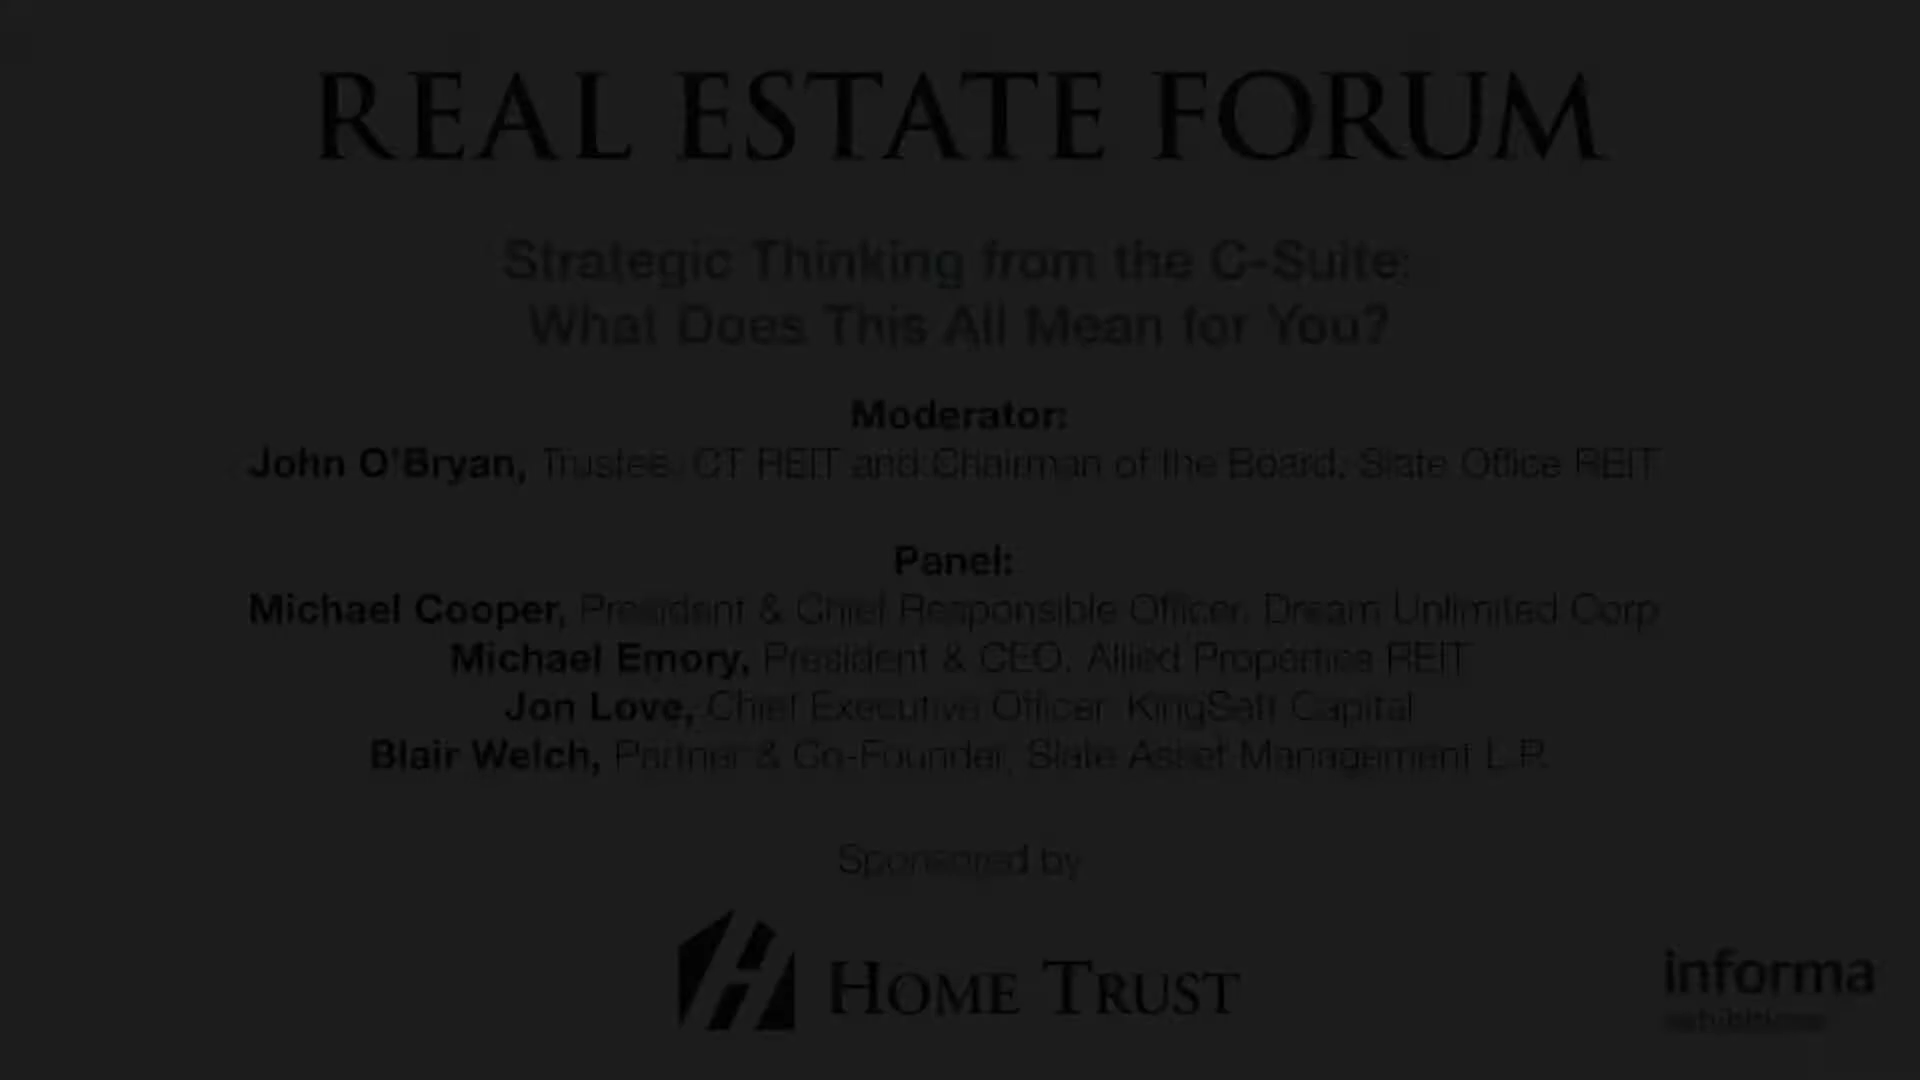 REAL ESTATE FORUM
Strategic Thinking from the C-Suite:
What Does This All Mean for You?
Moderator:
John O'Bryan, Trustee, CT REIT and Chairman of the Board, Slate Office REIT
Panel:
Michael Cooper, President & Chief Responsible Officer, Dream Unlimited Corp
Michael Emory, President & CEO, Allied Properties REIT
Jon Love, Chief Executive Officer, KingSett Capital
Blair Welch, Partner & Co-Founder, Slate Asset Management L.P.
Sponsored by
HOME TRUST
informa
exhibitions